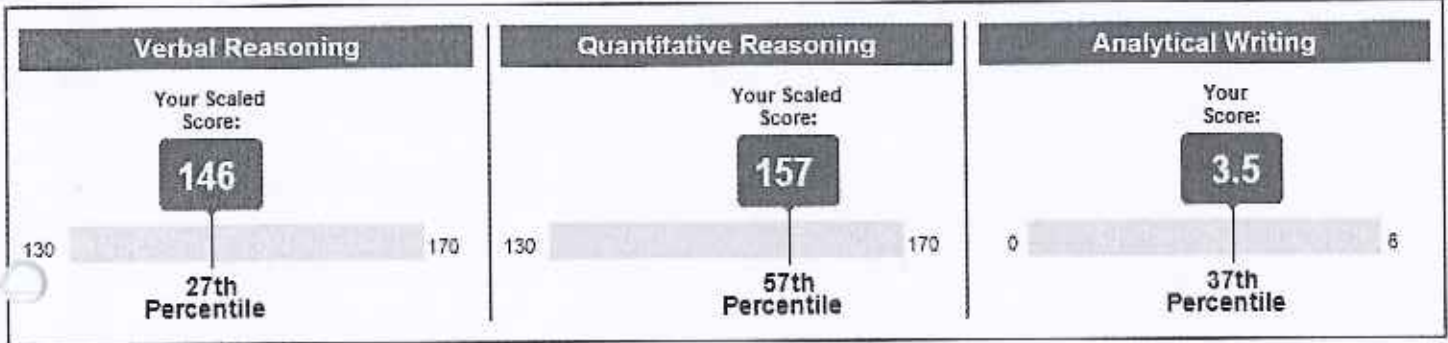 Verbal Reasoning
Your Scaled
Score:
146
130
170
27th
Percentile
Quantitative Reasoning
Your Scaled
Score:
157
130
170
57th
Percentile
Analytical Writing
Your
Score:
3.5
0
6
37th
Percentile